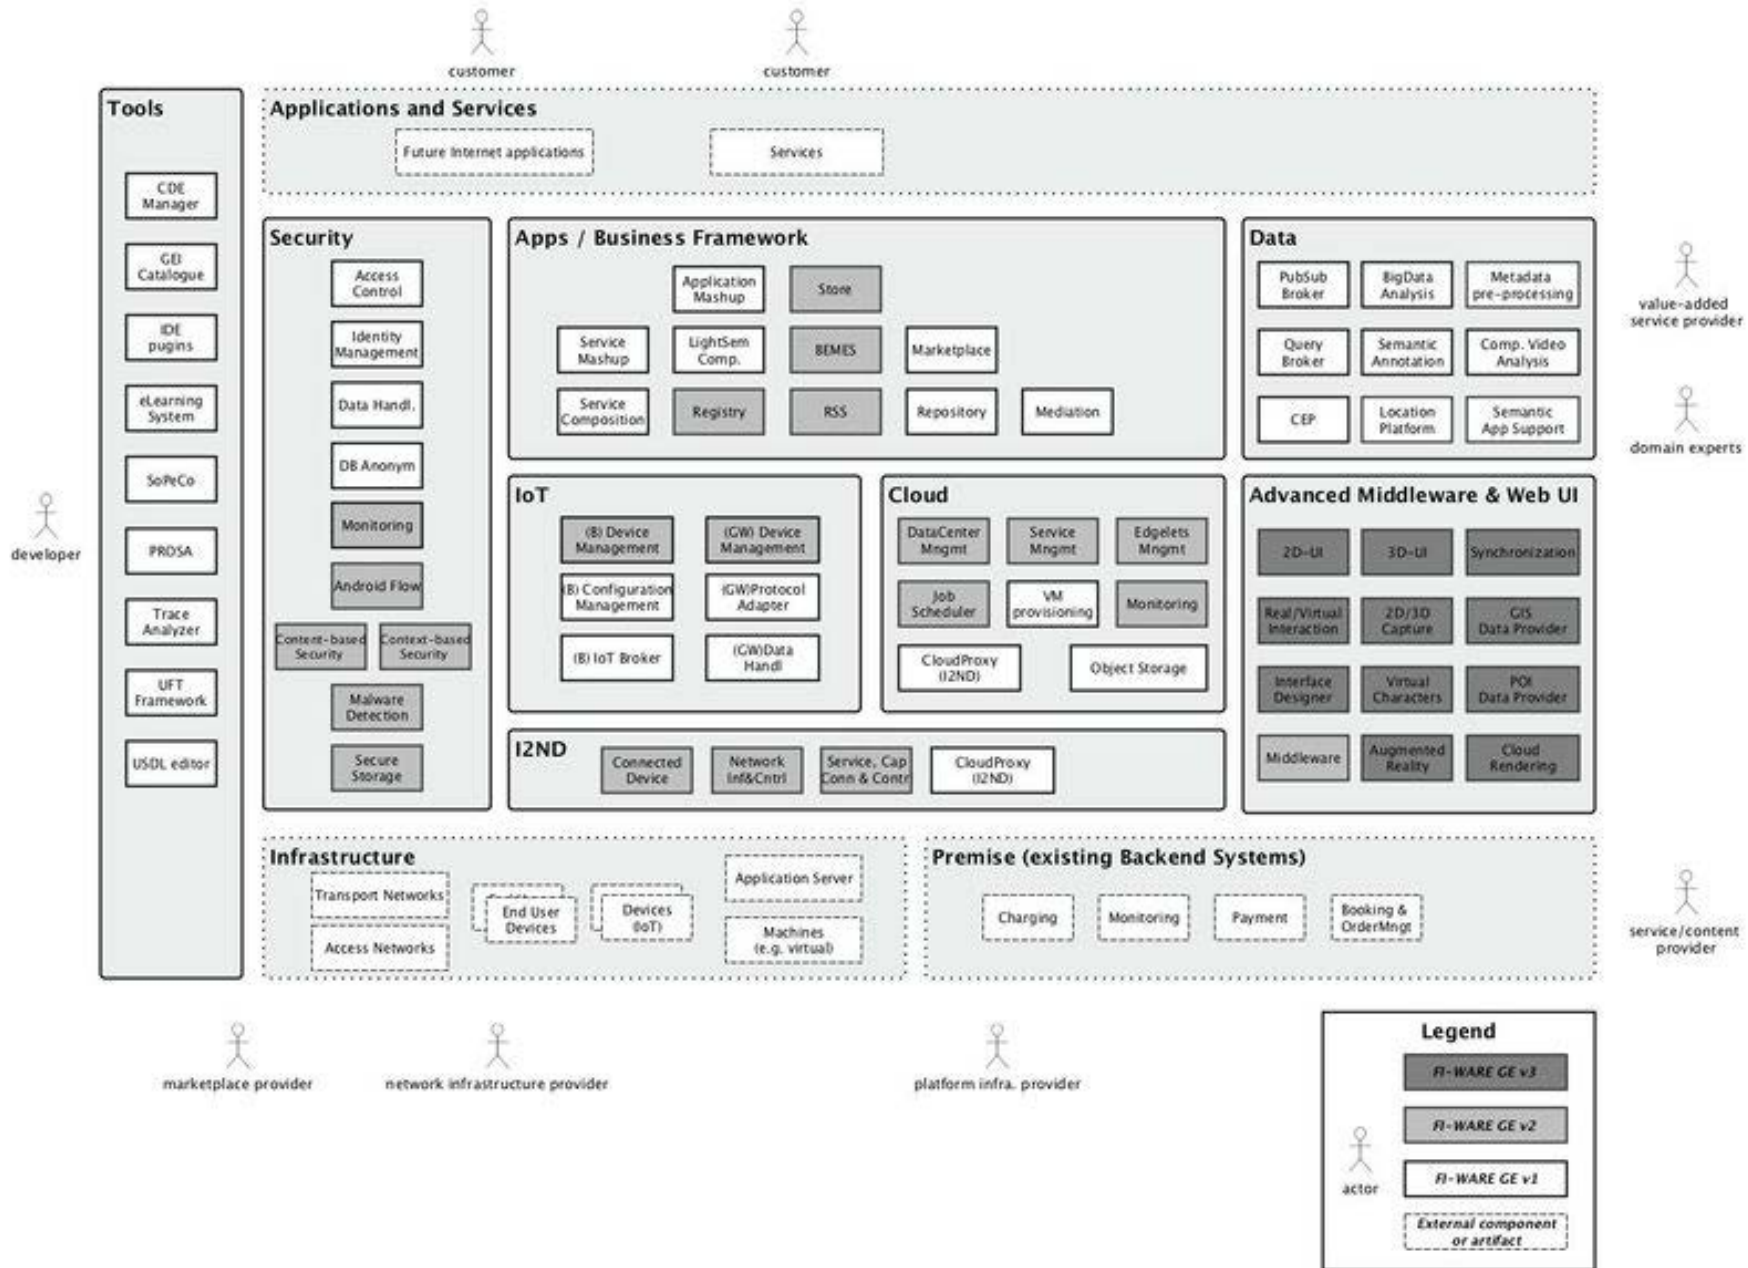 customer
customer
Tools
CDE
Manager
GEI
Catalogue
IDE
pugins
eLearning
System
SoPeCo
PROSA
Trace
Analyzer
UFT
Framework
USDL editor
Applications and Services
Future Internet applications
Services
Security
Access
Control
Identity
Management
Data Handl.
DB Anonym
Monitoring
Android Flow
Content-based
Security
Context-based
Security
Malware
Detection
Secure
Storage
Apps / Business Framework
Application
Mashup
Store
Service
Mashup
LightSem
Comp.
BEMES
Marketplace
Service
Composition
Registry
RSS
Repository
Mediation
Data
PubSub
Broker
BigData
Analysis
Metadata
pre-processing
Query
Broker
Semantic
Annotation
Comp. Video
Analysis
CEP
Location
Platform
Semantic
App Support
IoT
(B) Device
Management
(GW) Device
Management
(B) Configuration
Management
(GW)Protocol
Adapter
(B) IoT Broker
(GW)Data
Handl
Cloud
DataCenter
Mngmt
Service
Mngmt
Edgelets
Mngmt
Job
Scheduler
VM
provisioning
Monitoring
CloudProxy
(I2ND)
Object Storage
Advanced Middleware & Web UI
2D-UI
3D-UI
Synchronization
Real/Virtual
Interaction
2D/3D
Capture
GIS
Data Provider
Interface
Designer
Virtual
Characters
POI
Data Provider
Middleware
Augmented
Reality
Cloud
Rendering
I2ND
Connected
Device
Network
Inf&Cntrl
Service, Cap
Conn & Contr
CloudProxy
(I2ND)
Infrastructure
Transport Networks
Access Networks
End User
Devices
Devices
(IoT)
Application Server
Machines
(e.g. virtual)
Premise (existing Backend Systems)
Charging
Monitoring
Payment
Booking &
OrderMngt
developer
value-added
service provider
domain experts
service/content
provider
marketplace provider
network infrastructure provider
platform infra. provider
Legend
FI-WARE GE v3
FI-WARE GE v2
FI-WARE GE v1
External component
or artifact
actor